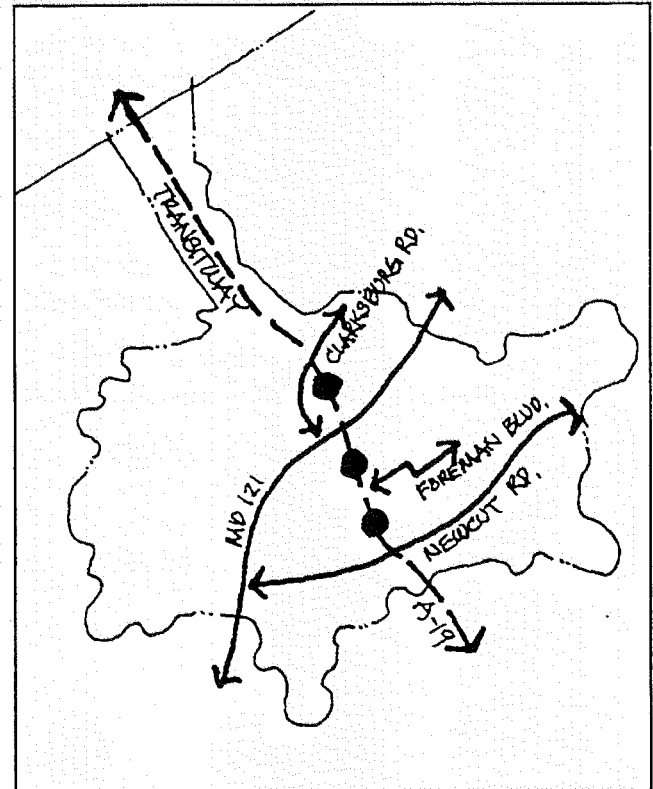 TRANSITWAY
CLARKSBURG RD.
FOREMAN BLVD.
MD 121
NEWCUT RD.
A-19